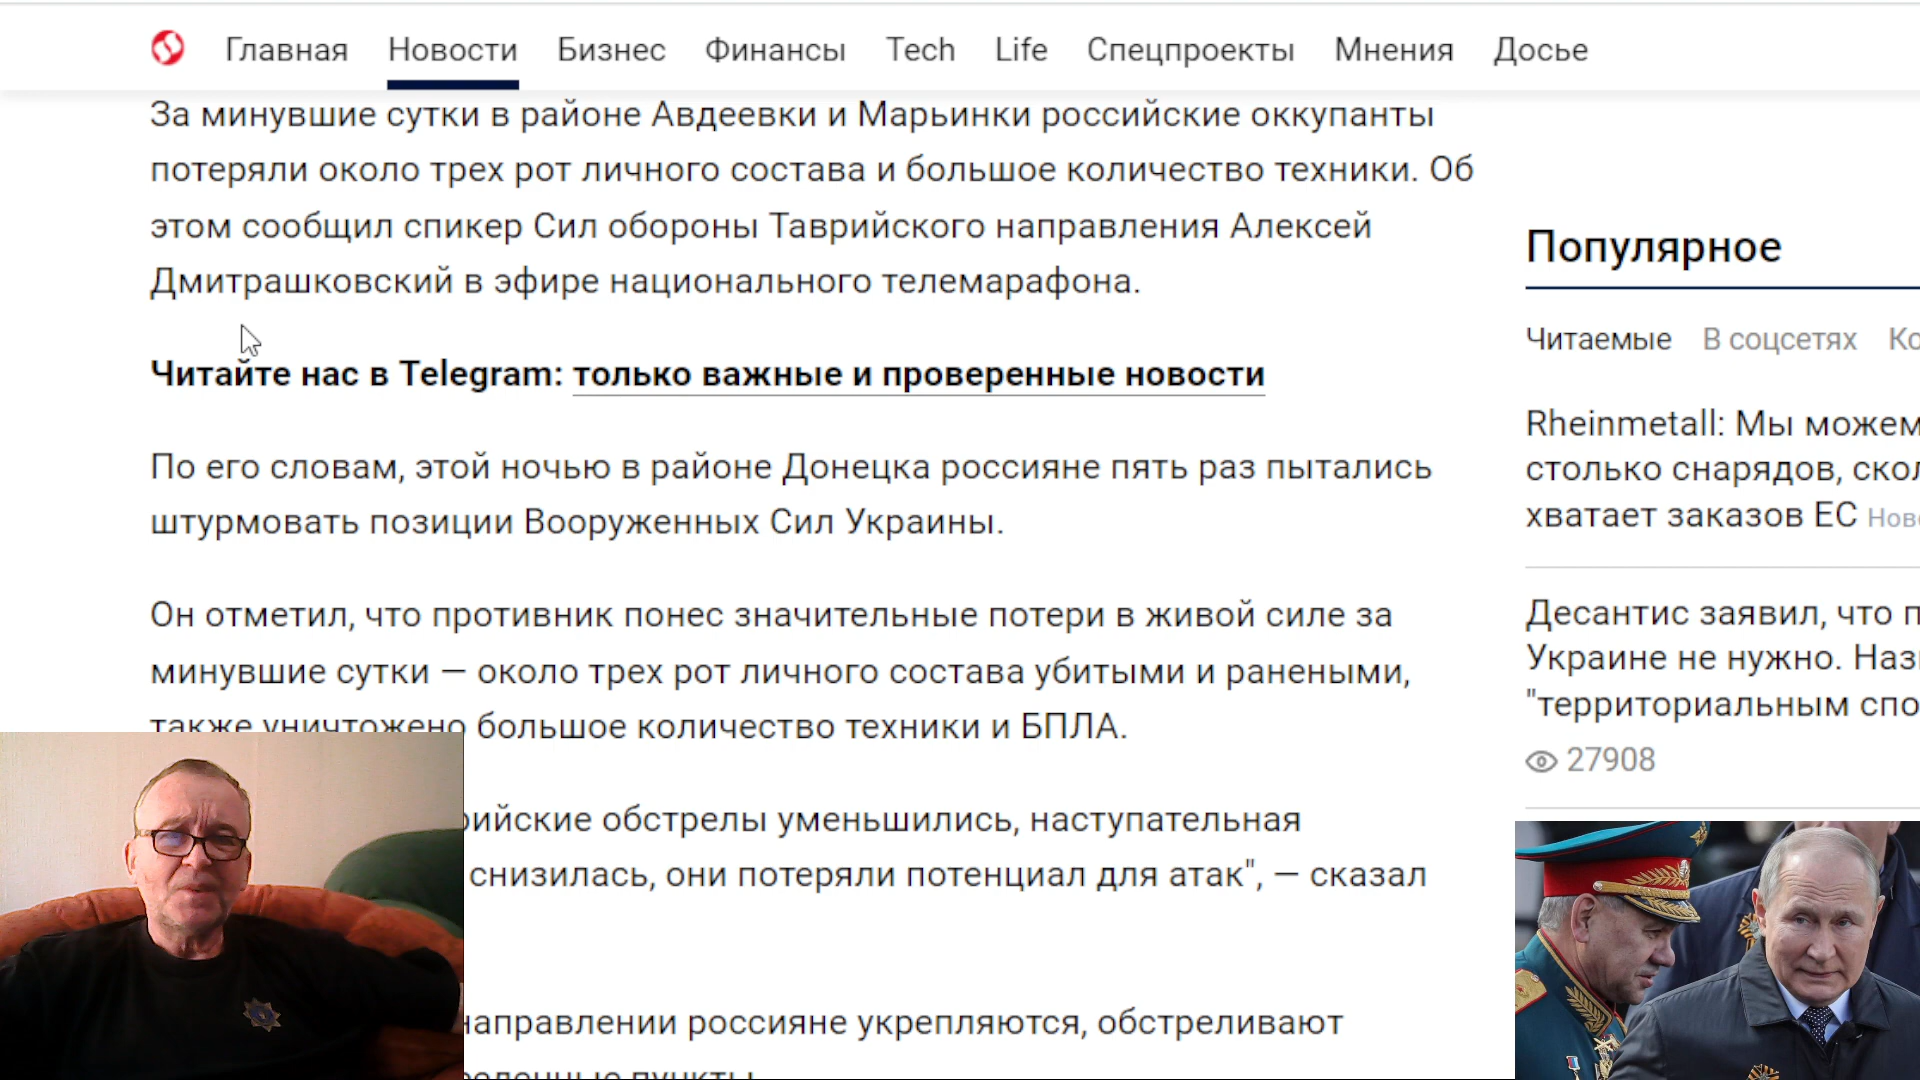 Главная Новости Бизнес Финансы Tech Life Спецпроекты Мнения Досье
За минувшие сутки в районе Авдеевки и Марьинки российские оккупанты
потеряли около трех рот личного состава и большое количество техники. Об
этом сообщил спикер Сил обороны Таврийского направления Алексей
Дмитрашковский в эфире национального телемарафона.
Читайте нас в Telegram: только важные и проверенные новости
По его словам, этой ночью в районе Донецка россияне пять раз пытались
штурмовать позиции Вооруженных Сил Украины.
Он отметил, что противник понес значительные потери в живой силе за
минувшие сутки — около трех рот личного состава убитыми и ранеными,
также уничтожено большое количество техники и БПЛА.
обстрелы уменьшились, наступательная
снизилась, они потеряли потенциал для атак", — сказал
направлении россияне укрепляются, обстреливают
пункты
Популярное
Читаемые В соцсетях
Rheinmetall: Мы можем
столько снарядов,
хватает заказов ЕС
Десантис заявил, что
Украине не нужно.
"территориальным
27908